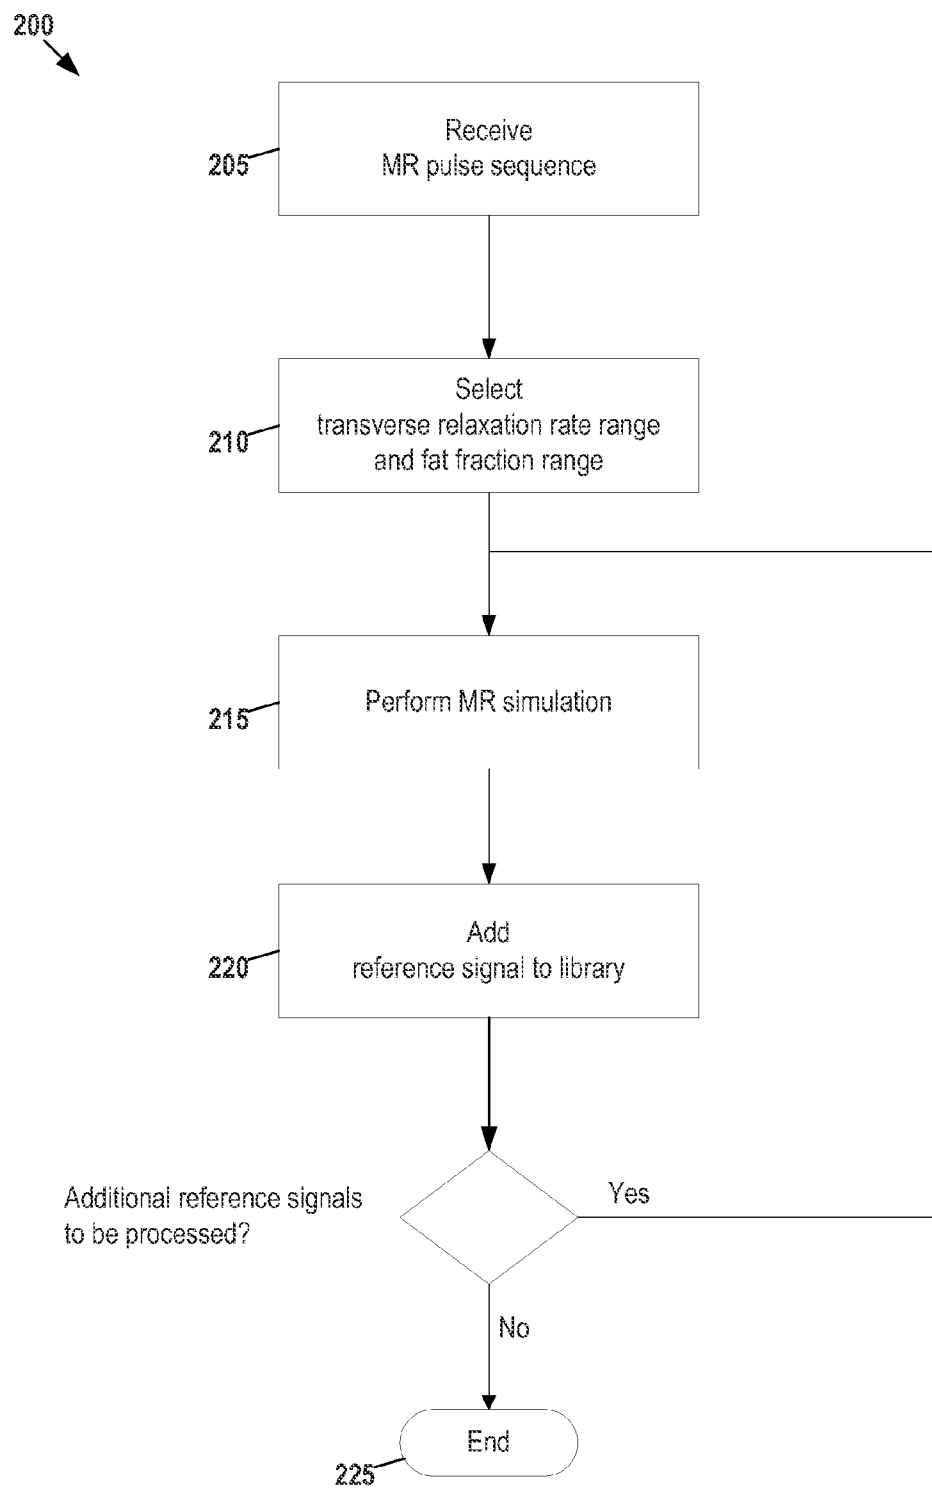 200
Receive
MR pulse sequence
205
Select
transverse relaxation rate range
and fat fraction range
210
Perform MR simulation
215
Add
reference signal to library
220
Additional reference signals
to be processed?
Yes
No
End
225